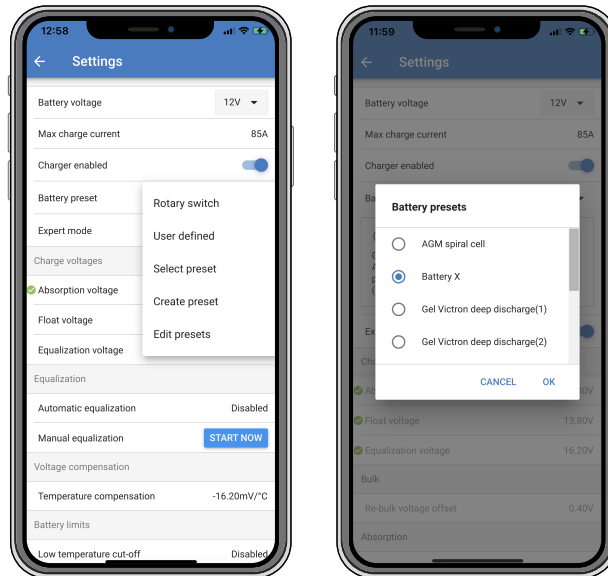 12:58
Settings
Battery voltage 12V
Max charge current 85A
Charger enabled
Battery preset
Expert mode
Rotary switch
User defined
Select preset
Create preset
Edit presets
Charge voltages
Absorption voltage
Float voltage
Equalization voltage
Equalization
Automatic equalization Disabled
Manual equalization START NOW
Voltage compensation
Temperature compensation -16.20mV/°C
Battery limits
Low temperature cut-off Disabled
11:59
Settings
Battery voltage 12V
Max charge current 85A
Charger enabled
Ba
Battery presets
AGM spiral cell
Battery X
Gel Victron deep discharge(1)
Gel Victron deep discharge(2)
CANCEL OK
Ex
Float voltage 13.80V
Equalization voltage 16.20V
Bulk
Re-bulk voltage offset 0.40V
Absorption